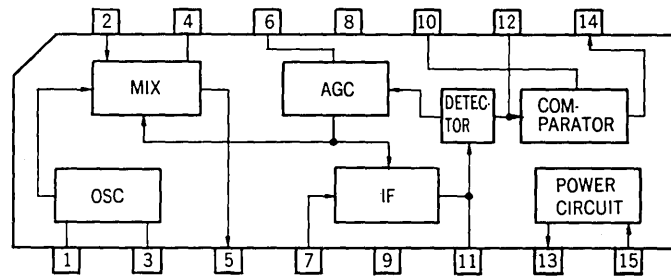 2 4 6 8 10 12 14
MIX
AGC
DETEC-
TOR
COM-
PARATOR
OSC
IF
POWER
CIRCUIT
1 3 5 7 9 11 13 15